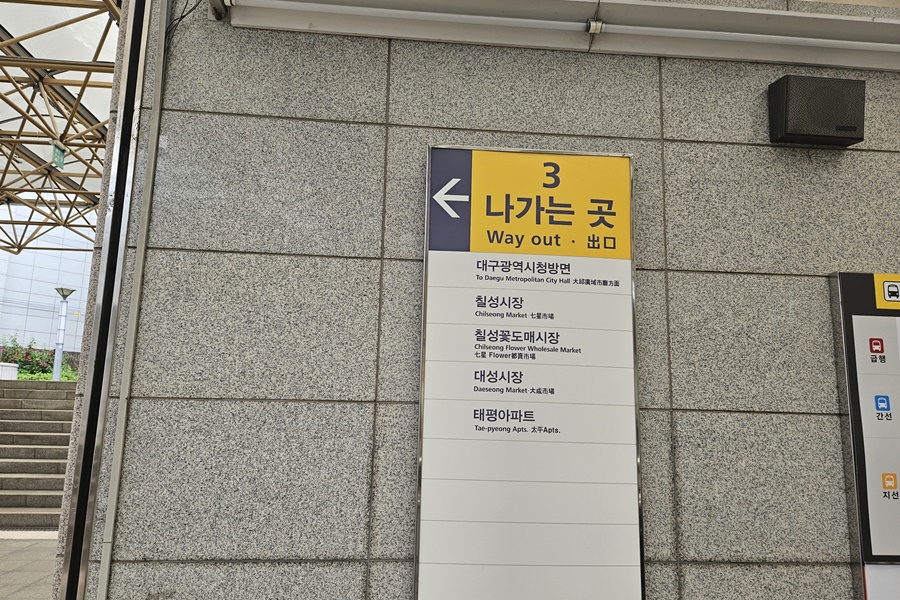 3
나가는 곳
Way out · 出口
대구광역시청방면
To Daegu Metropolitan City Hall·大邱廣域市廳方面
칠성시장
Chilseong Market·七星市場
칠성꽃도매시장
Chilseong Flower Wholesale Market
七星 Flower都賣市場
대성시장
Daeseong Market·大成市場
태평아파트
Tae-pyeong Apts.·太平Apts.
급행
간선
지선